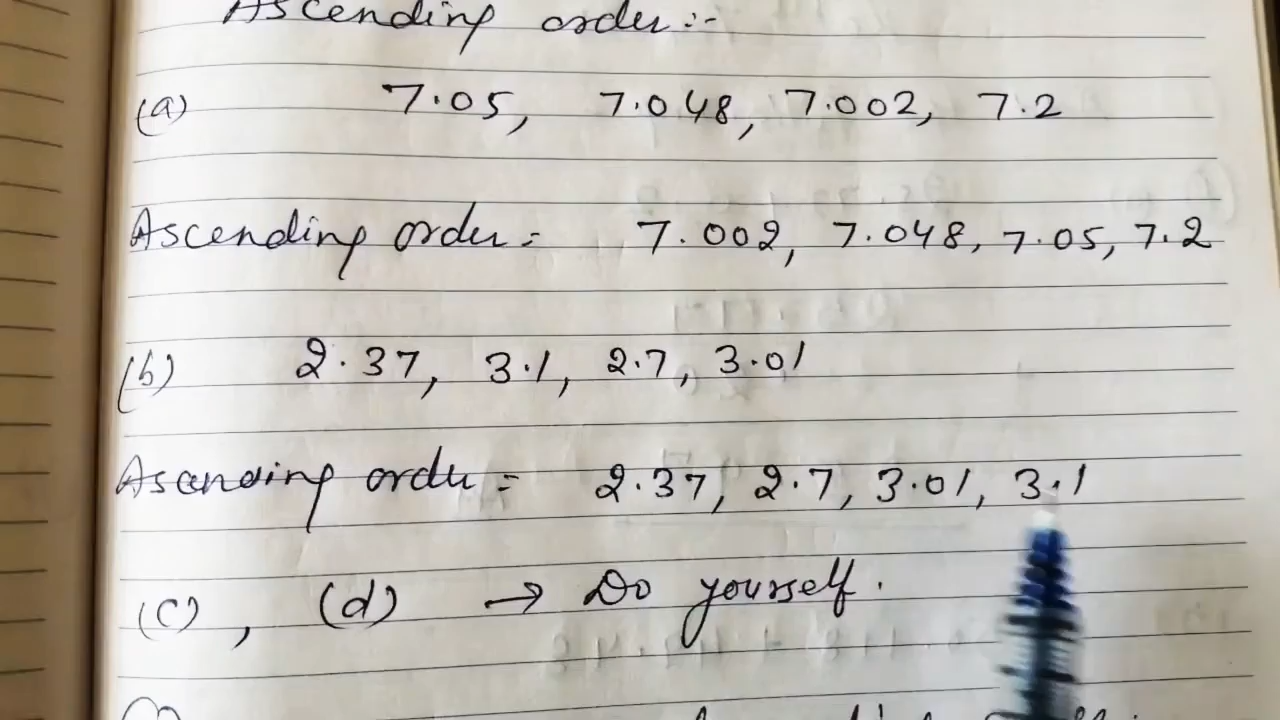 Ascending order:-
(a) 7.05, 7.048, 7.002, 7.2
Ascending order = 7.002, 7.048, 7.05, 7.2
(b) 2.37, 3.1, 2.7, 3.01
Ascending order = 2.37, 2.7, 3.01, 3.1
(c), (d) → Do yourself.